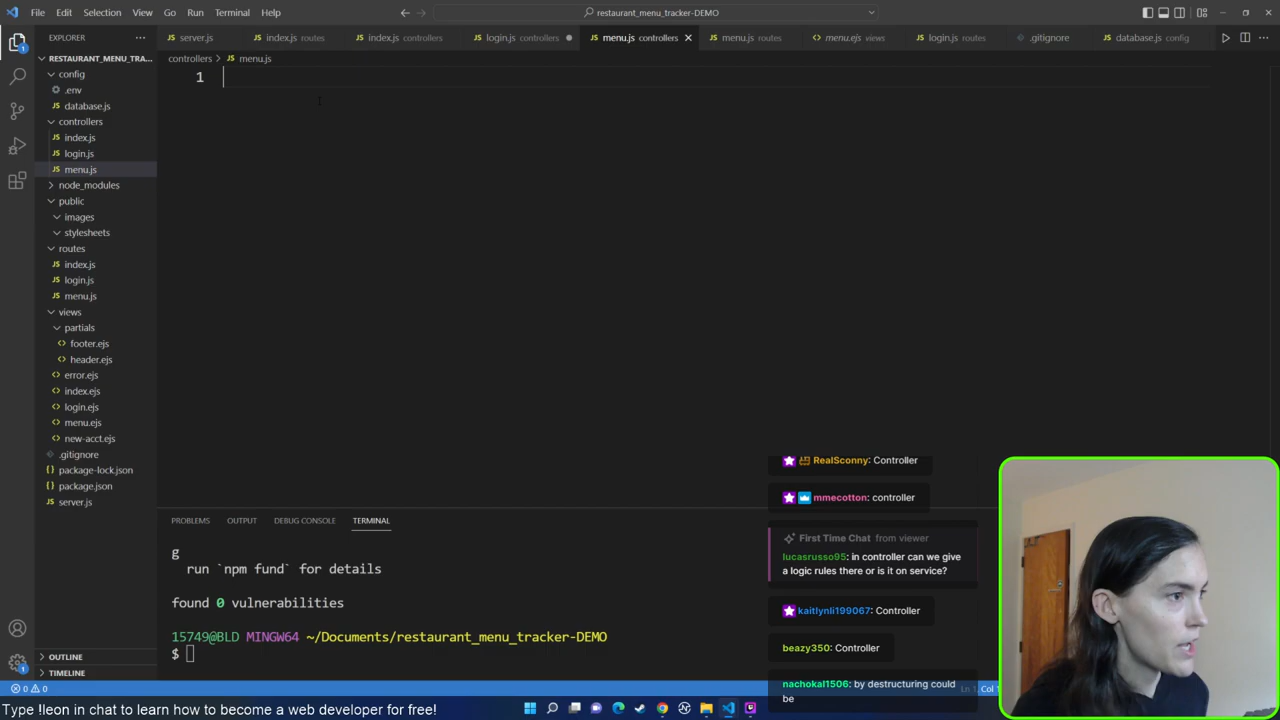 File Edit Selection View Go Run Terminal Help
restaurant_menu_tracker-DEMO
EXPLORER
server.js
index.js routes
index.js controllers
login.js controllers
menu.js controllers
menu.js routes
menu.ejs views
login.js routes
.gitignore
database.js config
controllers > menu.js
1
RESTAURANT_MENU_TRA...
config
.env
database.js
controllers
index.js
login.js
menu.js
node_modules
public
images
stylesheets
routes
index.js
login.js
menu.js
views
partials
footer.ejs
header.ejs
error.ejs
index.ejs
login.ejs
menu.ejs
new-acct.ejs
.gitignore
package-lock.json
package.json
server.js
OUTLINE
TIMELINE
PROBLEMS OUTPUT DEBUG CONSOLE TERMINAL
g
run `npm fund` for details
found 0 vulnerabilities
15749@BLD MINGW64 ~/Documents/restaurant_menu_tracker-DEMO
$
RealSconny: Controller
mmecotton: controller
First Time Chat from viewer
lucasrusso95: in controller can we give
a logic rules there or is it on service?
kaitlynli199067: Controller
beazy350: Controller
nachokal1506: by destructuring could
be
0 0
Ln 1, Col 1
Type !leon in chat to learn how to become a web developer for free!